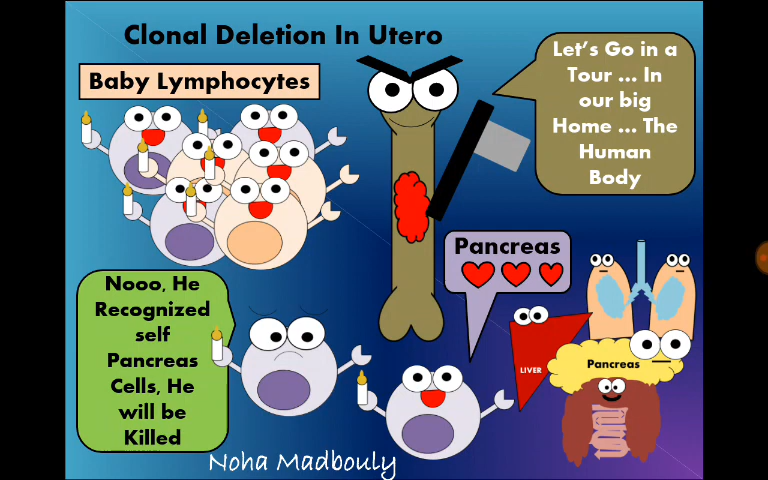 Clonal Deletion In Utero
Baby Lymphocytes
Let's Go in a
Tour ... In
our big
Home ... The
Human
Body
Pancreas
Nooo, He
Recognized
self
Pancreas
Cells, He
will be
Killed
LIVER
Pancreas
Noha Madbouly